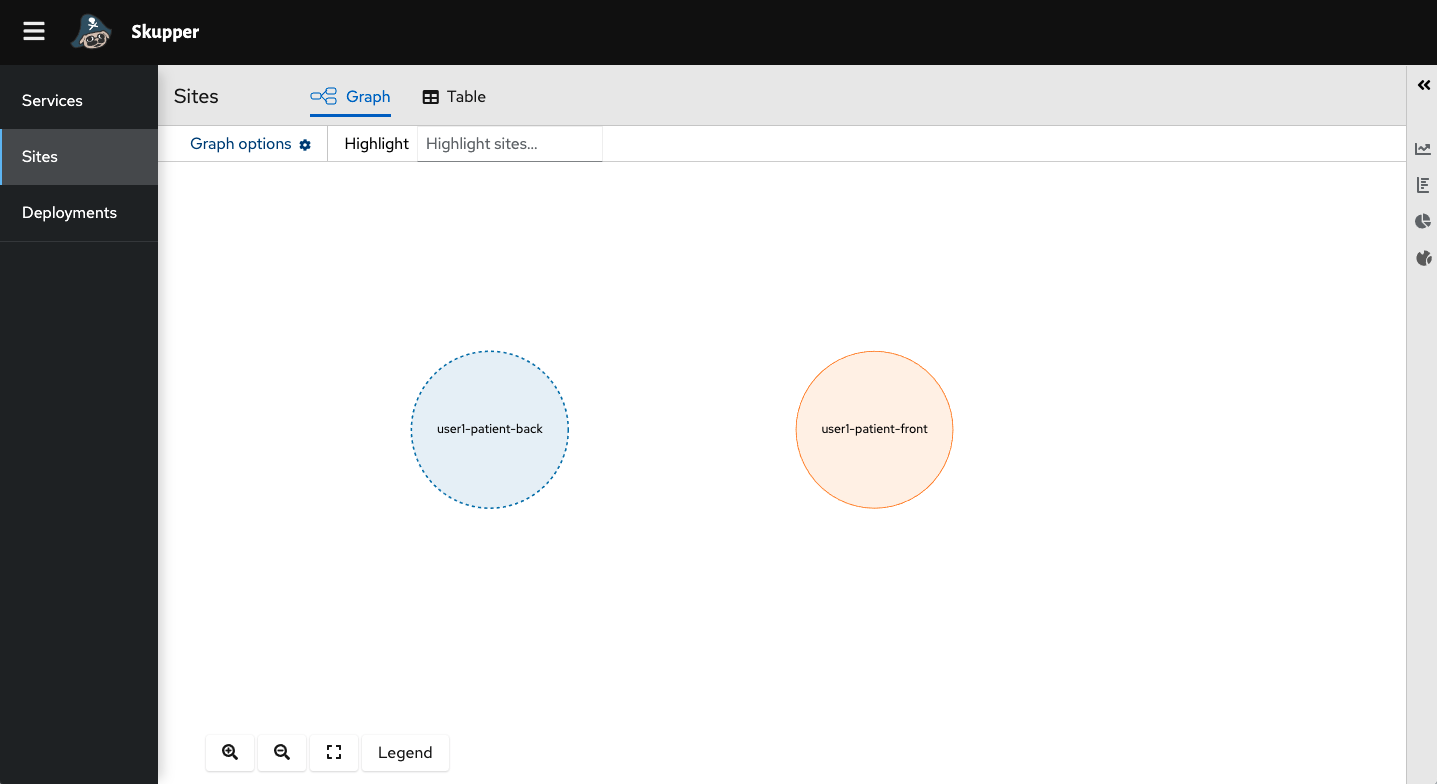 Skupper
Services
Sites
Deployments
Sites Graph Table
Graph options Highlight Highlight sites...
user1-patient-back user1-patient-front
Legend